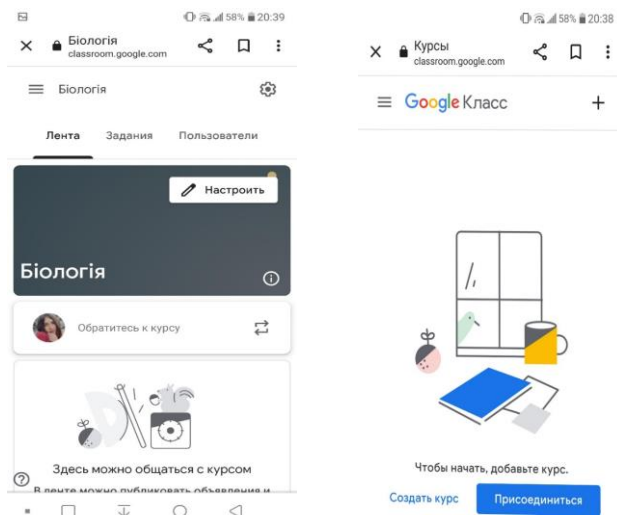 58% 20:39
Біологія
classroom.google.com
Біологія
Лента Задания Пользователи
Настроить
Біологія
Обратитесь к курсу
Здесь можно общаться с курсом
В ленте можно публиковать объявления и
58% 20:38
Курсы
classroom.google.com
Google Класс
Чтобы начать, добавьте курс.
Создать курс Присоединиться